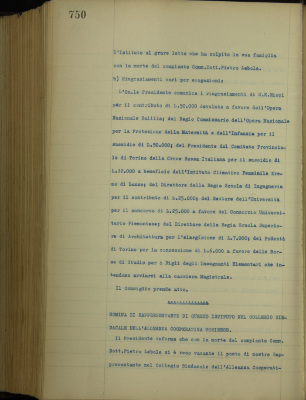 750
l'Istituto al grave lutto che ha colpito la sua famiglia
con la morte del compianto Comm.Dott.Pietro Lebole.
b) Ringraziamenti vari per erogazioni
L'On.le Presidente comunica i ringraziamenti di S.E.Ricci
per il contributo di L.50.000 devoluto a favore dell'Opera
Nazionale Balilla; del Regio Commissario dell'Opera Nazionale
per la Protezione della Maternità e dell'Infanzia per il
sussidio di L.50.000; del Presidente del Comitato Provincia-
le di Torino della Croce Rossa Italiana per il sussidio di
L.10.000 a beneficio dell'Istituto Climatico Femminile Ere-
mo di Lanzo; del Direttore della Regia Scuola di Ingegneria
per il contributo di L.25.000; del Rettore dell'Università
per il concorso di L.25.000 a favore del Consorzio Universi-
tario Piemontese; del Direttore della Regia Scuola Superio-
re di Architettura per l'elargizione di L.7.000; del Prefetti
di Torino per la concessione di L.6.000 a favore delle Bor-
se di Studio per i Figli degli Insegnanti Elementari che in-
tendono avviarsi alla carriera Magistrale.
Il Consiglio prende atto.
NOMINA DI RAPPRESENTANTE DI QUESTO ISTITUTO NEL COLLEGIO SIN-
DACALE DELL'ALLEANZA COOPERATIVA TORINESE.
Il Presidente informa che con la morte del compianto Comm.
Dott.Pietro Lebole si è reso vacante il posto di nostro Rap-
presentante nel Collegio Sindacale dell'Alleanza Cooperati-